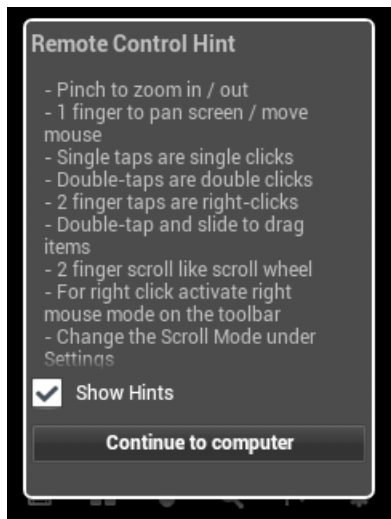 Remote Control Hint
- Pinch to zoom in / out
- 1 finger to pan screen / move
mouse
- Single taps are single clicks
- Double-taps are double clicks
- 2 finger taps are right-clicks
- Double-tap and slide to drag
items
- 2 finger scroll like scroll wheel
- For right click activate right
mouse mode on the toolbar
- Change the Scroll Mode under
Settings
Show Hints
Continue to computer